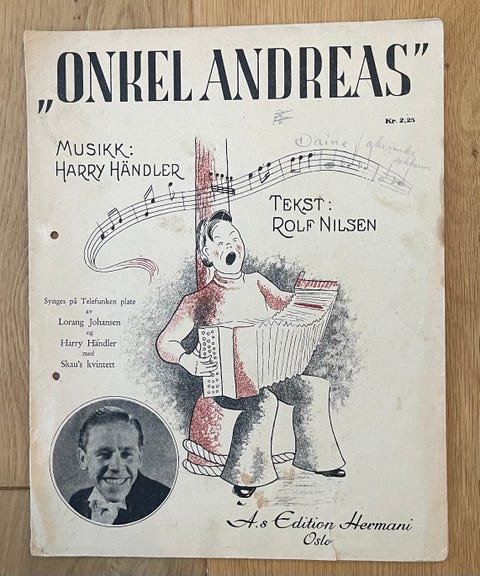 „ONKEL ANDREAS”
Kr. 2,25
MUSIKK:
HARRY HÄNDLER
TEKST:
ROLF NILSEN
Synges på Telefunken plate
av
Lorang Johansen
og
Harry Händler
med
Skau's kvintett
A.s Edition Hermani
Oslo